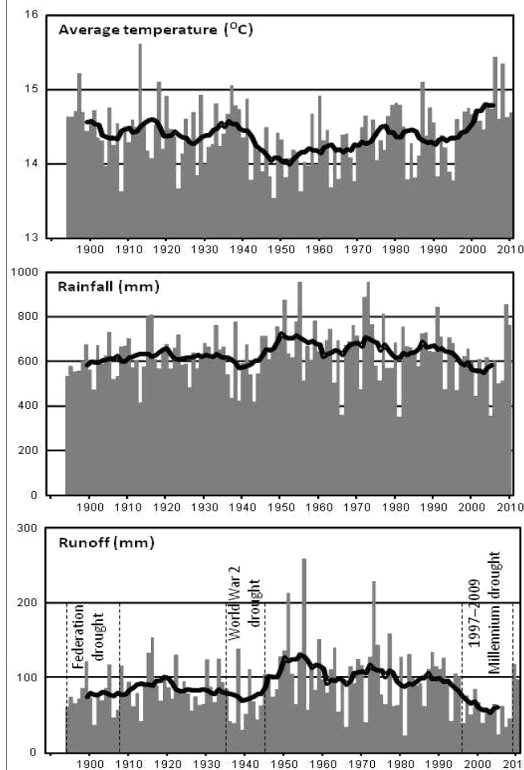 16
Average temperature (OC)
15
14
13
1900 1910 1920 1930 1940 1950 1960 1970 1980 1990 2000 2010
1000
Rainfall (mm)
800
600
400
200
0
1900 1910 1920 1930 1940 1950 1960 1970 1980 1990 2000 2010
300
Runoff (mm)
Federation
drought
World War 2
drought
1997–2009
Millennium drought
200
100
0
1900 1910 1920 1930 1940 1950 1960 1970 1980 1990 2000 201